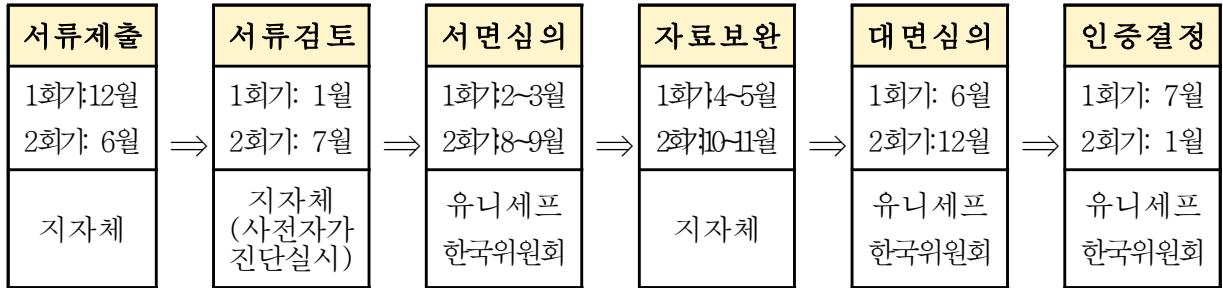 서류제출
1회기:12월
2회기: 6월
지자체
⇒
서류검토
1회기: 1월
2회기: 7월
지자체
(사전자가
진단실시)
⇒
서면심의
1회기:2~3월
2회기:8~9월
유니세프
한국위원회
⇒
자료보완
1회기:4~5월
2회기:10~11월
지자체
⇒
대면심의
1회기: 6월
2회기:12월
유니세프
한국위원회
⇒
인증결정
1회기: 7월
2회기: 1월
유니세프
한국위원회